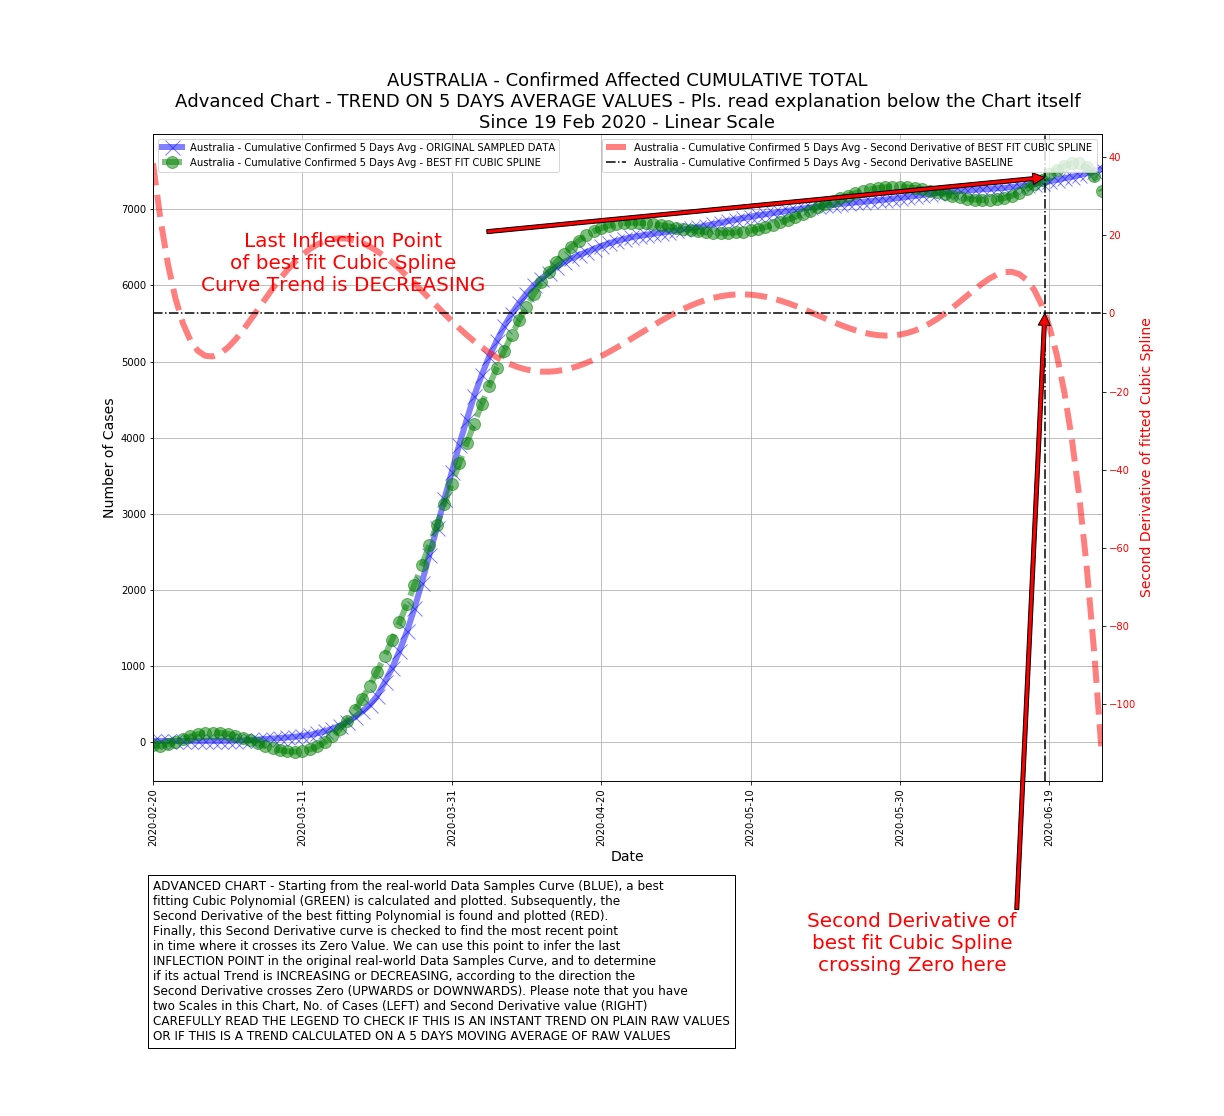 AUSTRALIA - Confirmed Affected CUMULATIVE TOTAL
Advanced Chart - TREND ON 5 DAYS AVERAGE VALUES - Pls. read explanation below the Chart itself
Since 19 Feb 2020 - Linear Scale
Australia - Cumulative Confirmed 5 Days Avg - ORIGINAL SAMPLED DATA
Australia - Cumulative Confirmed 5 Days Avg - BEST FIT CUBIC SPLINE
Australia - Cumulative Confirmed 5 Days Avg - Second Derivative of BEST FIT CUBIC SPLINE
Australia - Cumulative Confirmed 5 Days Avg - Second Derivative BASELINE
Last Inflection Point
of best fit Cubic Spline
Curve Trend is DECREASING
Number of Cases
7000
6000
5000
4000
3000
2000
1000
0
40
20
0
−20
−40
−60
−80
−100
Second Derivative of fitted Cubic Spline
2020-02-20
2020-03-11
2020-03-31
2020-04-20
2020-05-10
2020-05-30
2020-06-19
Date
ADVANCED CHART - Starting from the real-world Data Samples Curve (BLUE), a best
fitting Cubic Polynomial (GREEN) is calculated and plotted. Subsequently, the
Second Derivative of the best fitting Polynomial is found and plotted (RED).
Finally, this Second Derivative curve is checked to find the most recent point
in time where it crosses its Zero Value. We can use this point to infer the last
INFLECTION POINT in the original real-world Data Samples Curve, and to determine
if its actual Trend is INCREASING or DECREASING, according to the direction the
Second Derivative crosses Zero (UPWARDS or DOWNWARDS). Please note that you have
two Scales in this Chart, No. of Cases (LEFT) and Second Derivative value (RIGHT)
CAREFULLY READ THE LEGEND TO CHECK IF THIS IS AN INSTANT TREND ON PLAIN RAW VALUES
OR IF THIS IS A TREND CALCULATED ON A 5 DAYS MOVING AVERAGE OF RAW VALUES
Second Derivative of
best fit Cubic Spline
crossing Zero here